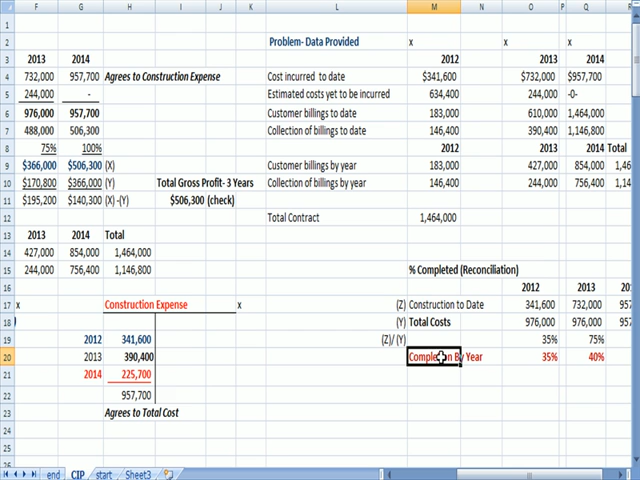 F G H I J K L M N O P Q
1
2 Problem- Data Provided x x x
3 2013 2014 2012 2013 2014
4 732,000 957,700 Agrees to Construction Expense Cost incurred to date $341,600 $732,000 $957,700
5 244,000 - Estimated costs yet to be incurred 634,400 244,000 -0-
6 976,000 957,700 Customer billings to date 183,000 610,000 1,464,000
7 488,000 506,300 Collection of billings to date 146,400 390,400 1,146,800
8 75% 100% 2012 2013 2014 Total
9 $366,000 $506,300 (X) Customer billings by year 183,000 427,000 854,000 1,46
10 $170,800 $366,000 (Y) Total Gross Profit- 3 Years Collection of billings by year 146,400 244,000 756,400 1,14
11 $195,200 $140,300 (X) -(Y) $506,300 (check)
12 Total Contract 1,464,000
13 2013 2014 Total
14 427,000 854,000 1,464,000
15 244,000 756,400 1,146,800 % Completed (Reconciliation)
16 2012 2013
17 x Construction Expense x (Z) Construction to Date 341,600 732,000 957
18 (Y) Total Costs 976,000 976,000 957
19 2012 341,600 (Z)/ (Y) 35% 75%
20 2013 390,400 Completion By Year 35% 40%
21 2014 225,700
22 957,700
23 Agrees to Total Cost
24
25
end CIP start Sheet3